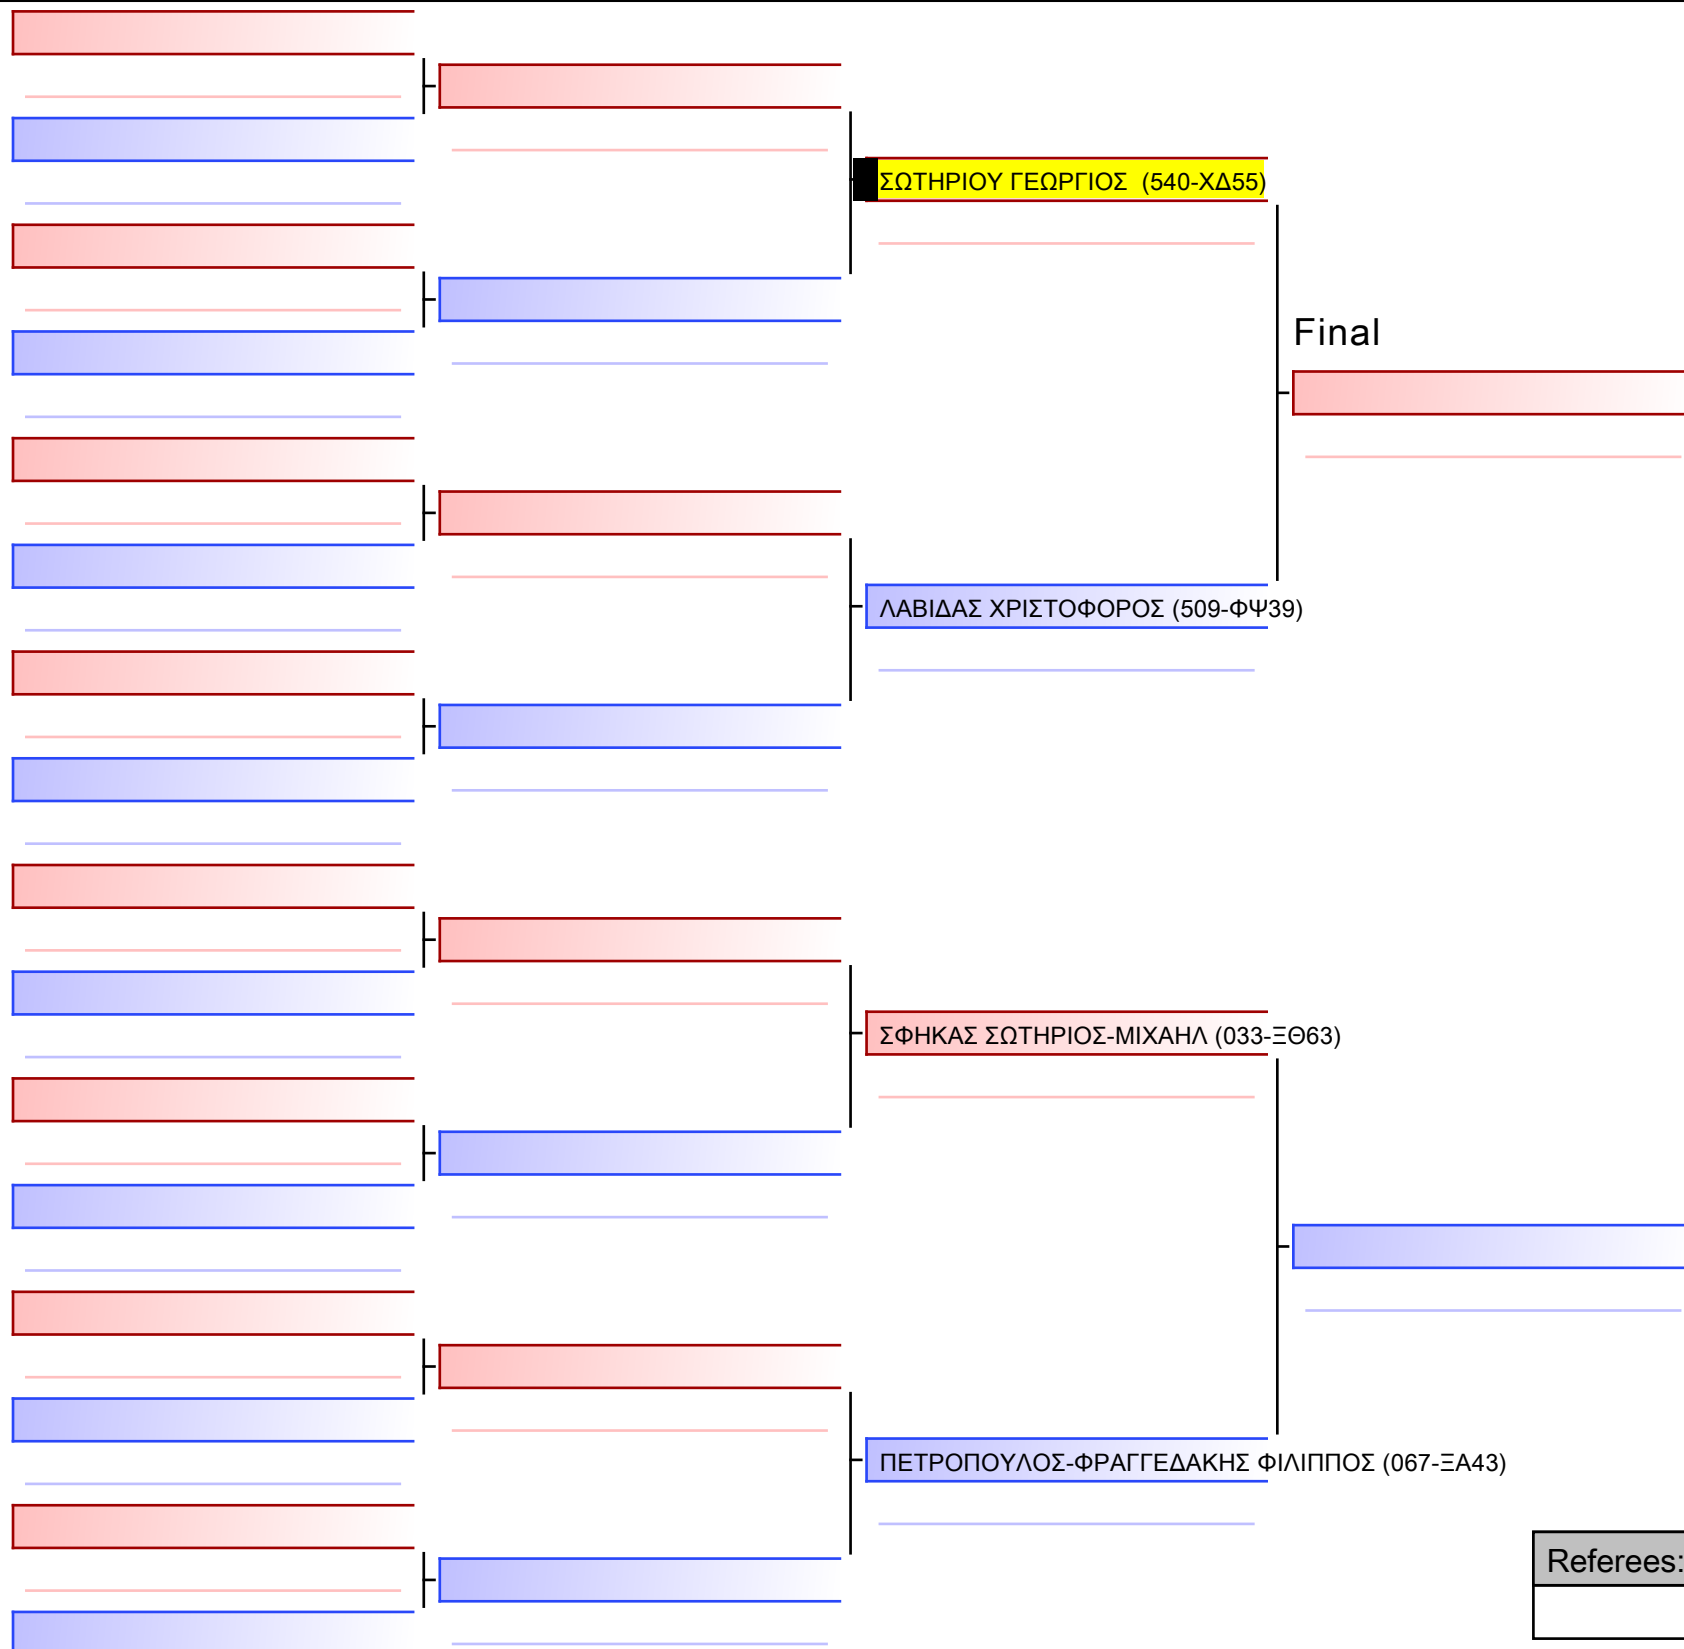 ΣΩΤΗΡΙΟΥ ΓΕΩΡΓΙΟΣ (540-ΧΔ55)
Final
ΛΑΒΙΔΑΣ ΧΡΙΣΤΟΦΟΡΟΣ (509-ΦΨ39)
ΣΦΗΚΑΣ ΣΩΤΗΡΙΟΣ-ΜΙΧΑΗΛ (033-ΞΘ63)
ΠΕΤΡΟΠΟΥΛΟΣ-ΦΡΑΓΓΕΔΑΚΗΣ ΦΙΛΙΠΠΟΣ (067-ΞΑ43)
Referees: